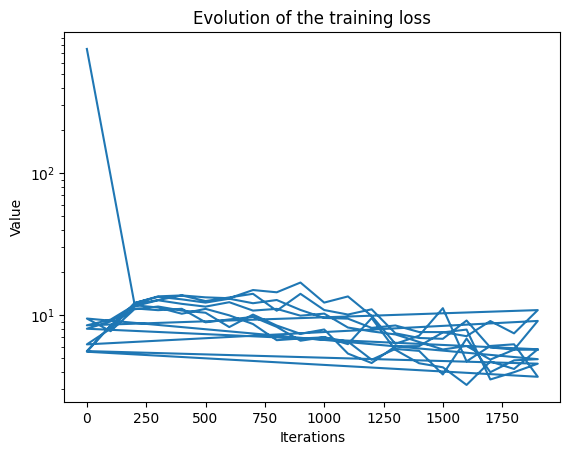 Evolution of the training loss
Value
10²
10¹
0 250 500 750 1000 1250 1500 1750
Iterations